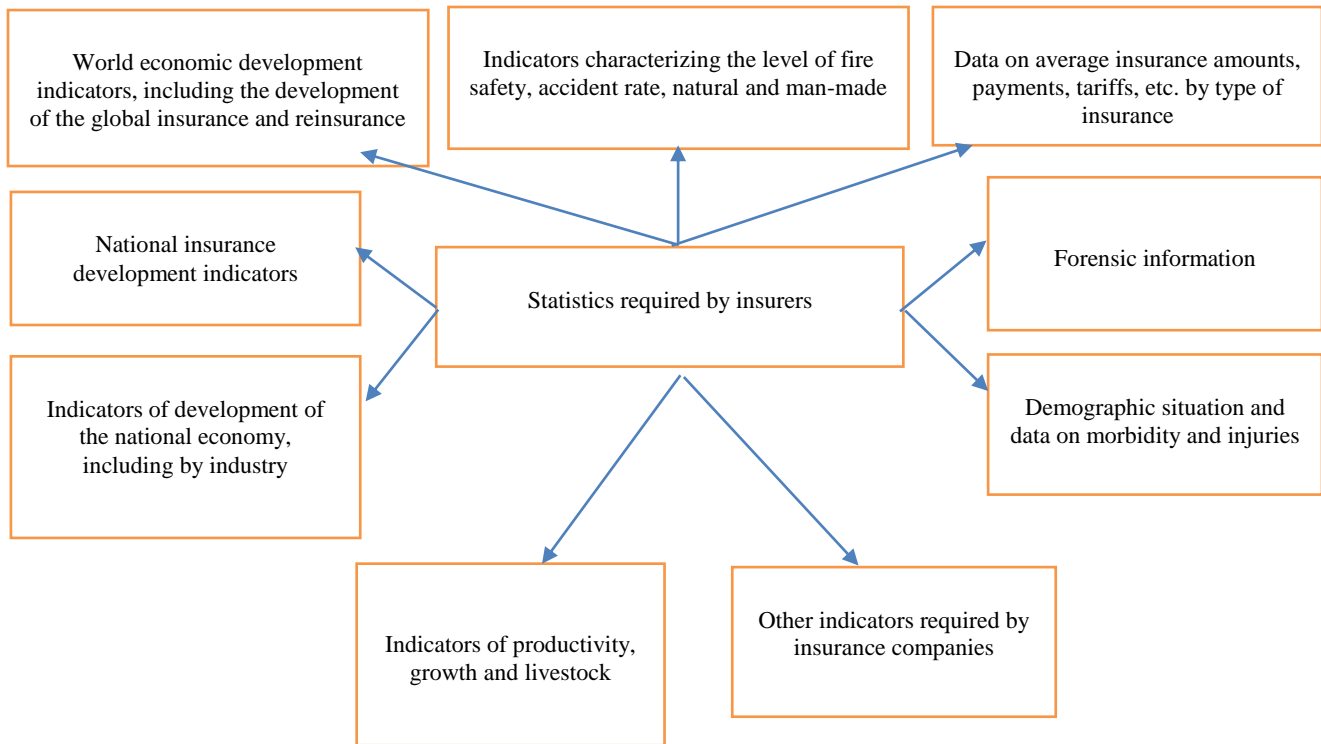 World economic development
indicators, including the development
of the global insurance and reinsurance
Indicators characterizing the level of fire
safety, accident rate, natural and man-made
Data on average insurance amounts,
payments, tariffs, etc. by type of
insurance
National insurance
development indicators
Statistics required by insurers
Forensic information
Indicators of development of
the national economy,
including by industry
Demographic situation and
data on morbidity and injuries
Indicators of productivity,
growth and livestock
Other indicators required by
insurance companies